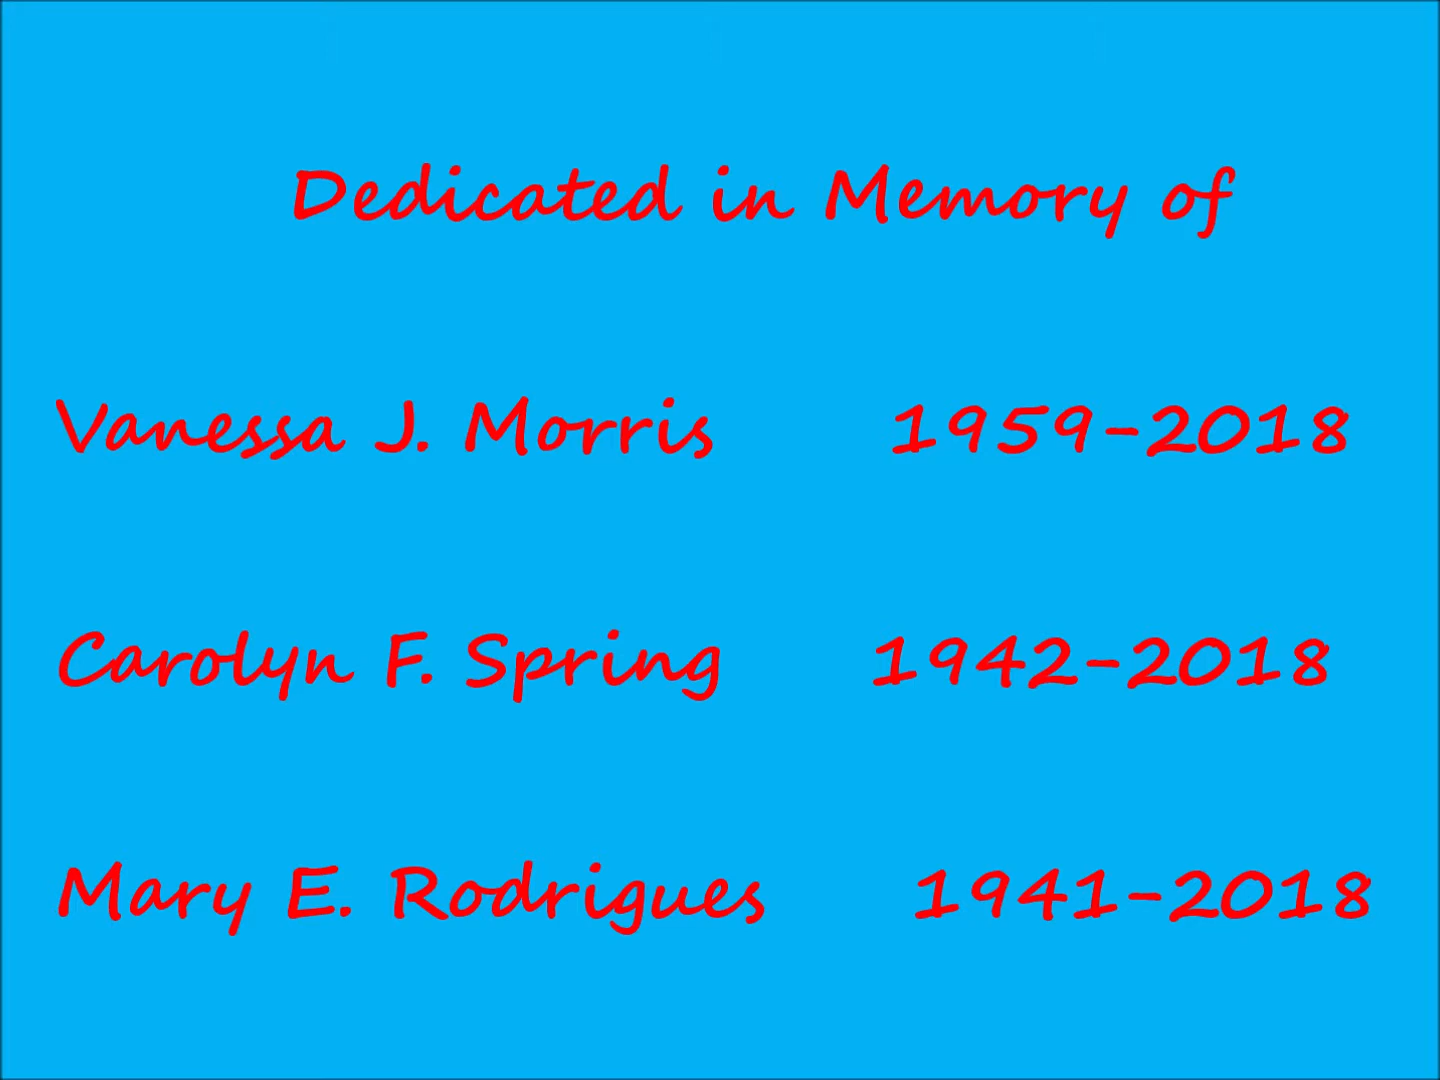 Dedicated in Memory of
Vanessa J. Morris 1959-2018
Carolyn F. Spring 1942-2018
Mary E. Rodrigues 1941-2018